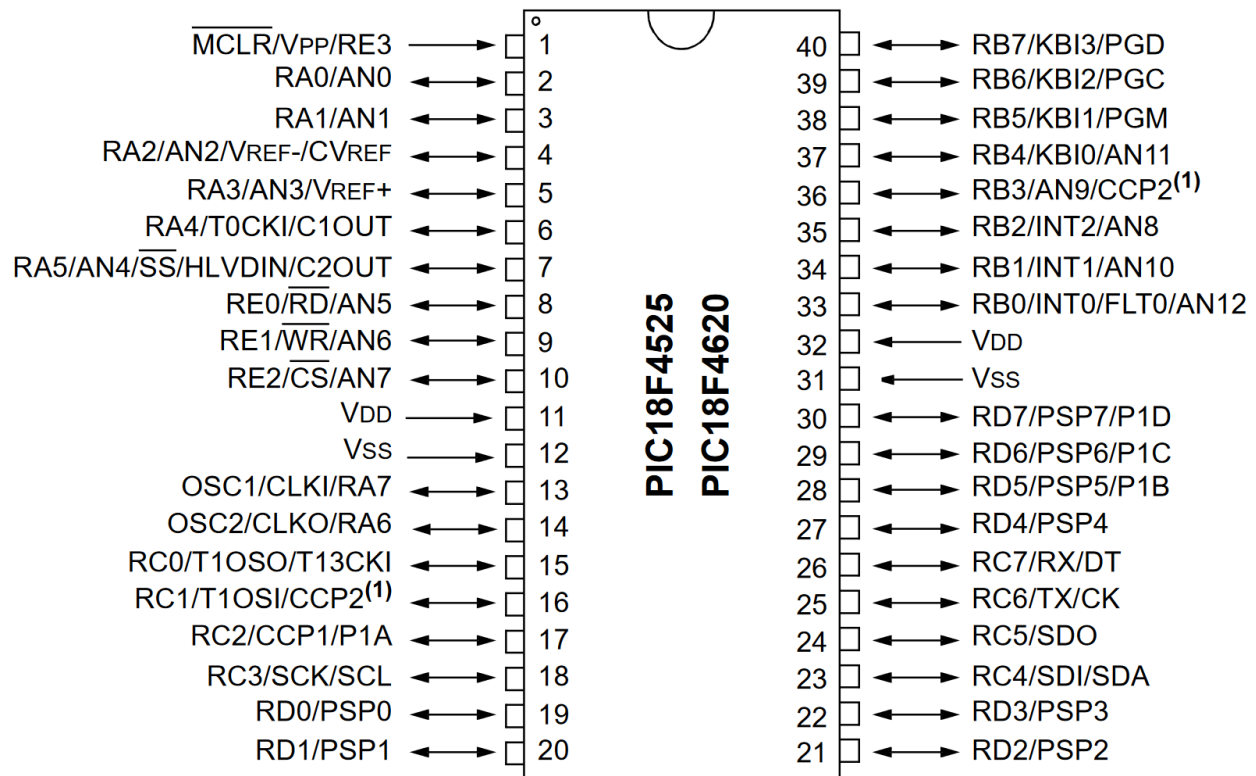 MCLR/VPP/RE3 1
RA0/AN0 2
RA1/AN1 3
RA2/AN2/VREF-/CVREF 4
RA3/AN3/VREF+ 5
RA4/T0CKI/C1OUT 6
RA5/AN4/SS/HLVDIN/C2OUT 7
RE0/RD/AN5 8
RE1/WR/AN6 9
RE2/CS/AN7 10
VDD 11
VSS 12
OSC1/CLKI/RA7 13
OSC2/CLKO/RA6 14
RC0/T1OSO/T13CKI 15
RC1/T1OSI/CCP2(1) 16
RC2/CCP1/P1A 17
RC3/SCK/SCL 18
RD0/PSP0 19
RD1/PSP1 20
PIC18F4525
PIC18F4620
40 RB7/KBI3/PGD
39 RB6/KBI2/PGC
38 RB5/KBI1/PGM
37 RB4/KBI0/AN11
36 RB3/AN9/CCP2(1)
35 RB2/INT2/AN8
34 RB1/INT1/AN10
33 RB0/INT0/FLT0/AN12
32 VDD
31 VSS
30 RD7/PSP7/P1D
29 RD6/PSP6/P1C
28 RD5/PSP5/P1B
27 RD4/PSP4
26 RC7/RX/DT
25 RC6/TX/CK
24 RC5/SDO
23 RC4/SDI/SDA
22 RD3/PSP3
21 RD2/PSP2